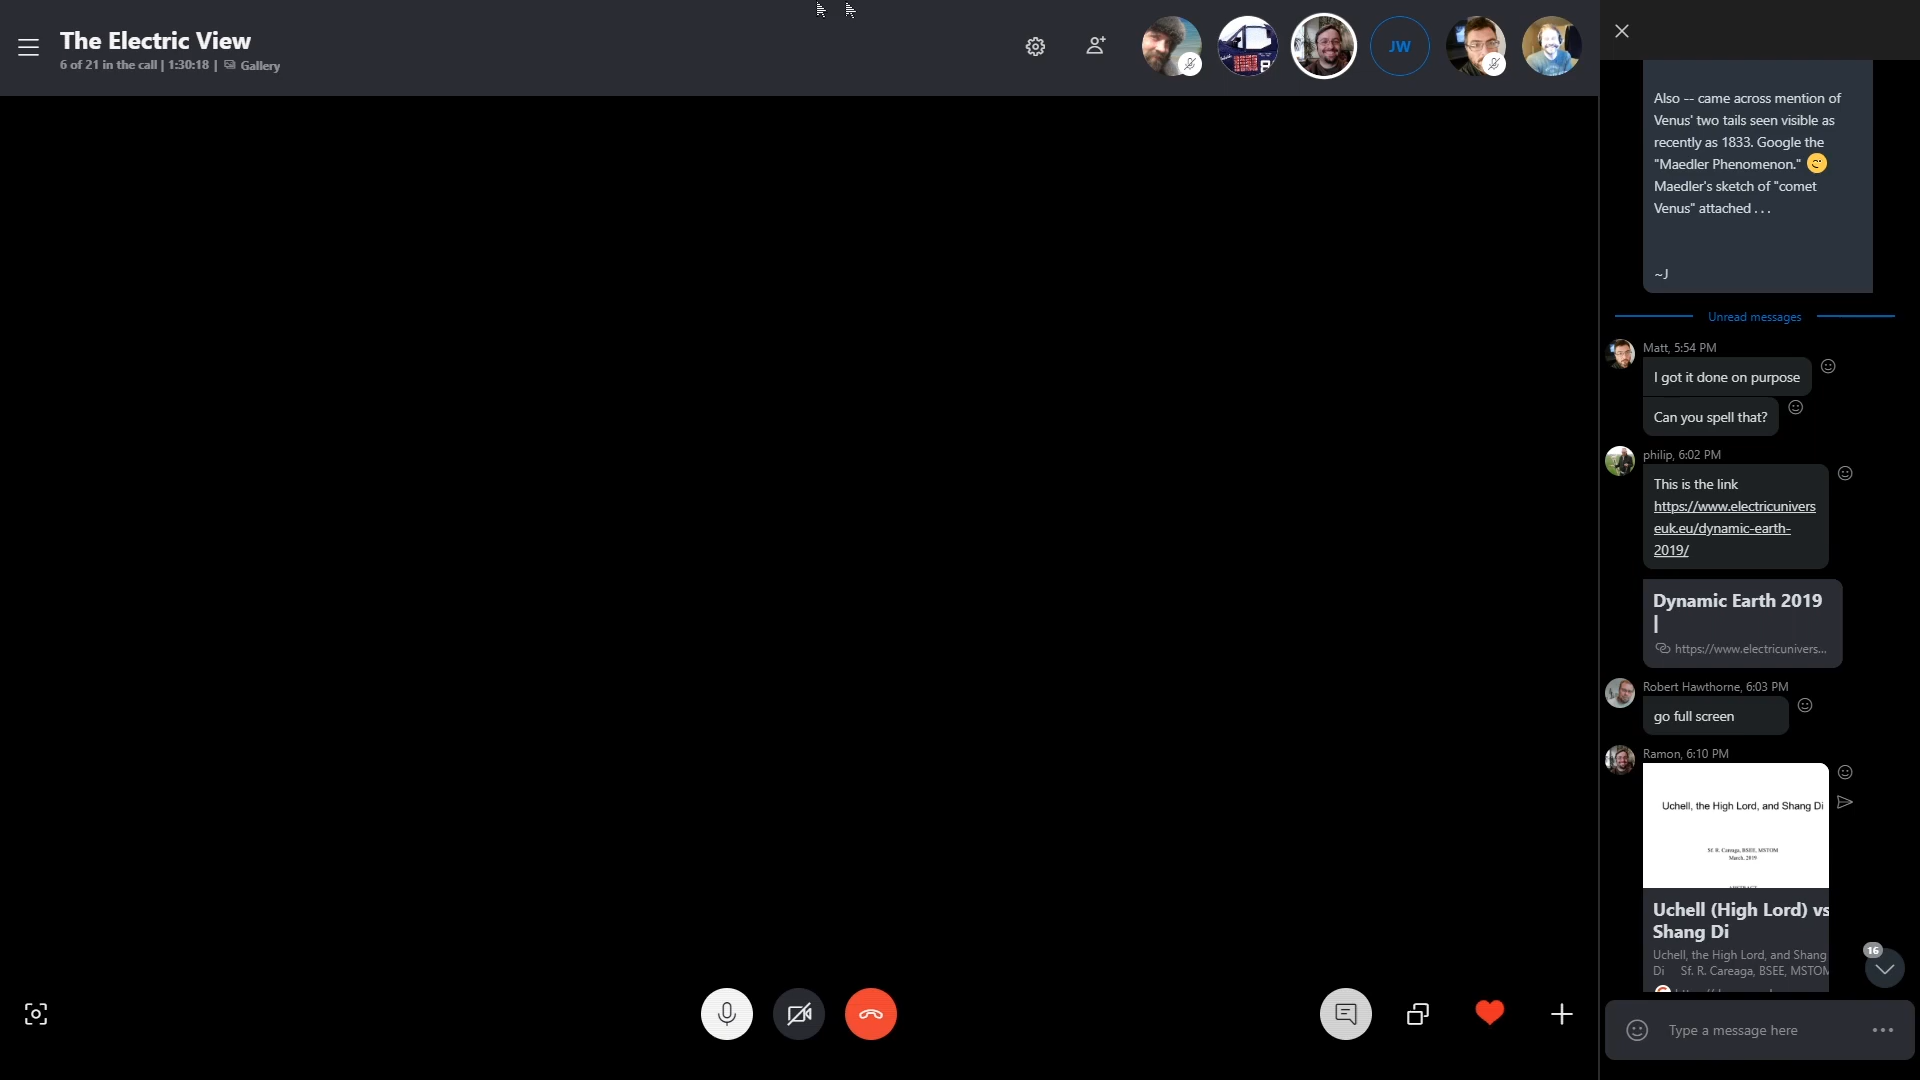 The Electric View
6 of 21 in the call | 1:30:18 | Gallery
JW
Also -- came across mention of
Venus' two tails seen visible as
recently as 1833. Google the
"Maedler Phenomenon."
Maedler's sketch of "comet
Venus" attached . . .
~J
Unread messages
Matt, 5:54 PM
I got it done on purpose
Can you spell that?
philip, 6:02 PM
This is the link
https://www.electricunivers
euk.eu/dynamic-earth-
2019/
Dynamic Earth 2019
|
https://www.electricunivers...
Robert Hawthorne, 6:03 PM
go full screen
Ramon, 6:10 PM
Uchell, the High Lord, and Shang Di
Sf. R. Careaga, BSEE, MSTOM
March, 2019
Uchell (High Lord) vs
Shang Di
Uchell, the High Lord, and Shang
Di Sf. R. Careaga, BSEE, MSTOM
16
Type a message here